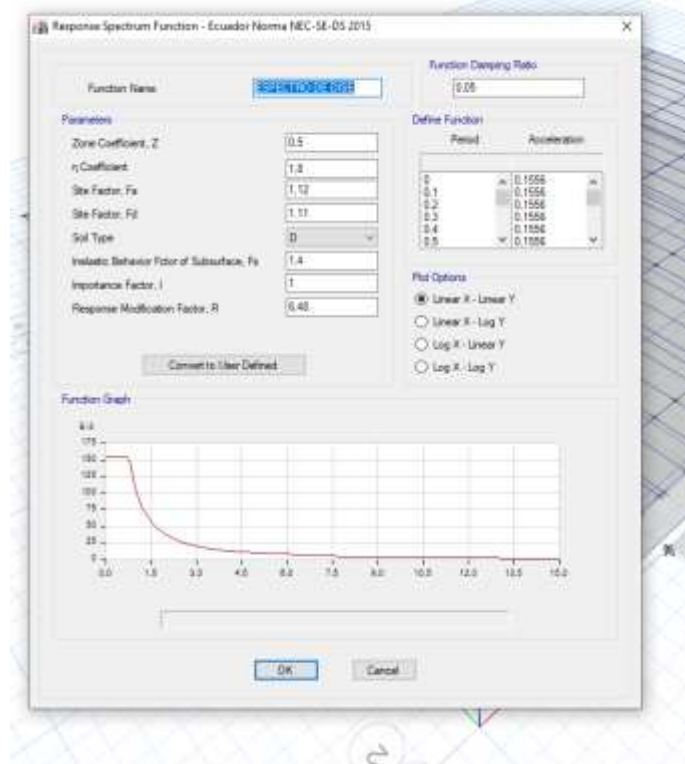 Response Spectrum Function - Ecuador Norma NEC-SE-DS 2015
Function Name
ESPECTRO DE
Function Damping Ratio
0,05
Parameters
Zone Coefficient, Z
0,5
η Coefficient
1,8
Site Factor, Fa
1,12
Site Factor, Fd
1,11
Soil Type
D
Inelastic Behavior Fctor of Subsurface, Fs
1,4
Importance Factor, I
1
Response Modification Factor, R
6,48
Convert to User Defined
Define Function
Period Acceleration
0 0,1556
0.1 0,1556
0.2 0,1556
0.3 0,1556
0.4 0,1556
0.5 0,1556
Plot Options
Linear X - Linear Y
Linear X - Log Y
Log X - Linear Y
Log X - Log Y
Function Graph
175
150
125
100
75
50
25
0
0.0 1.5 3.0 4.5 6.0 7.5 9.0 10.5 12.0 13.5 15.0
OK Cancel